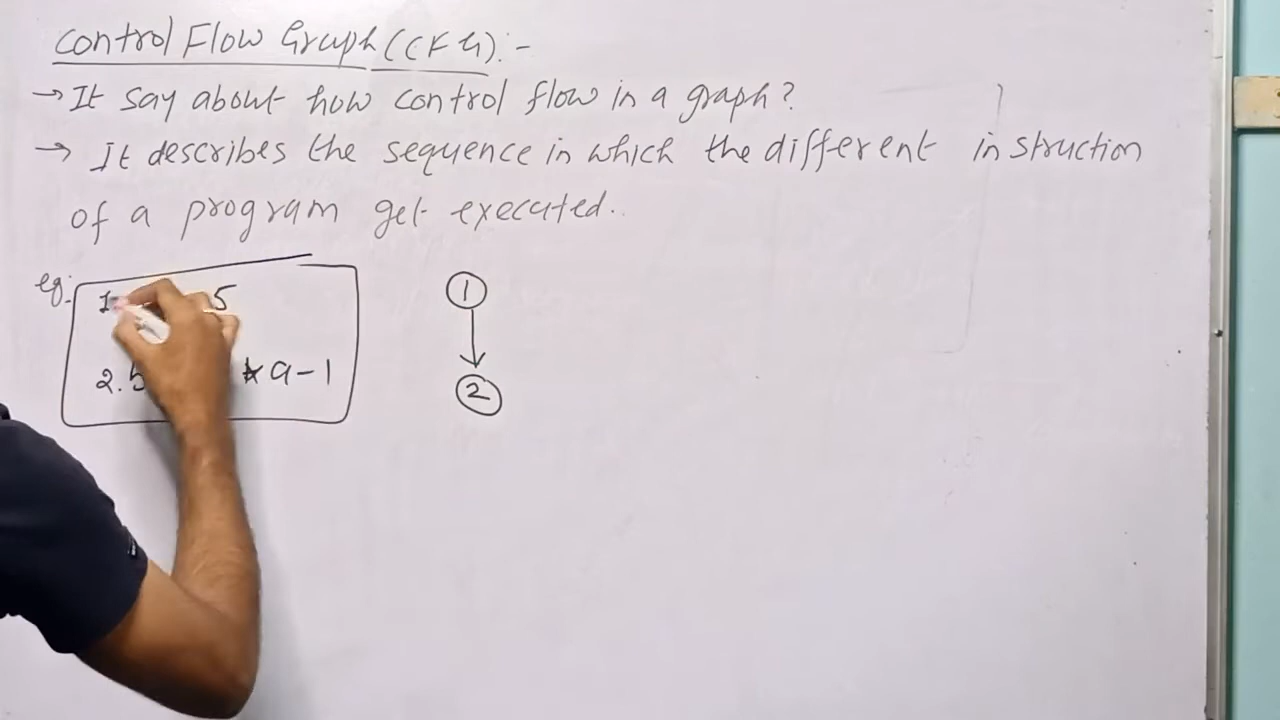 Control Flow Graph (CFG):-
→ It say about how control flow in a graph?
→ It describes the sequence in which the different instruction
of a program get executed..
eg:
1. 5
2. b * a - 1
1
2